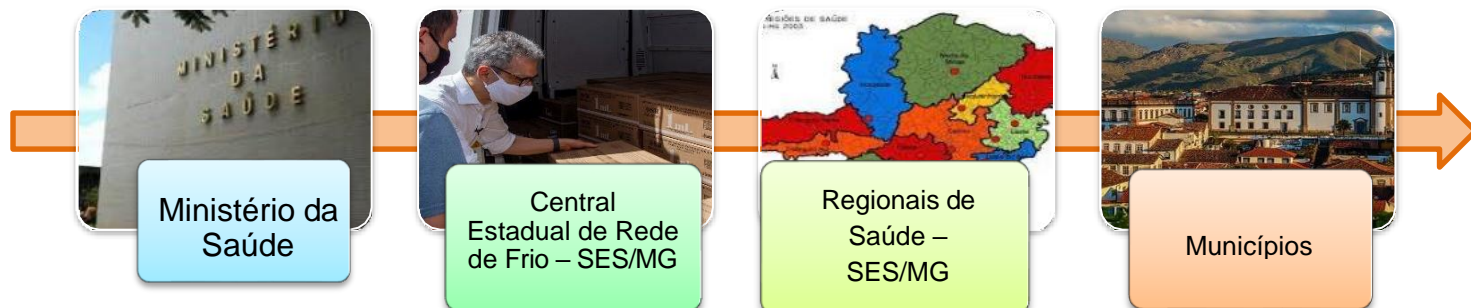 MINISTÉRIO
DA
SAÚDE
Ministério da
Saúde
Central
Estadual de Rede
de Frio – SES/MG
Regionais de
Saúde –
SES/MG
Municípios